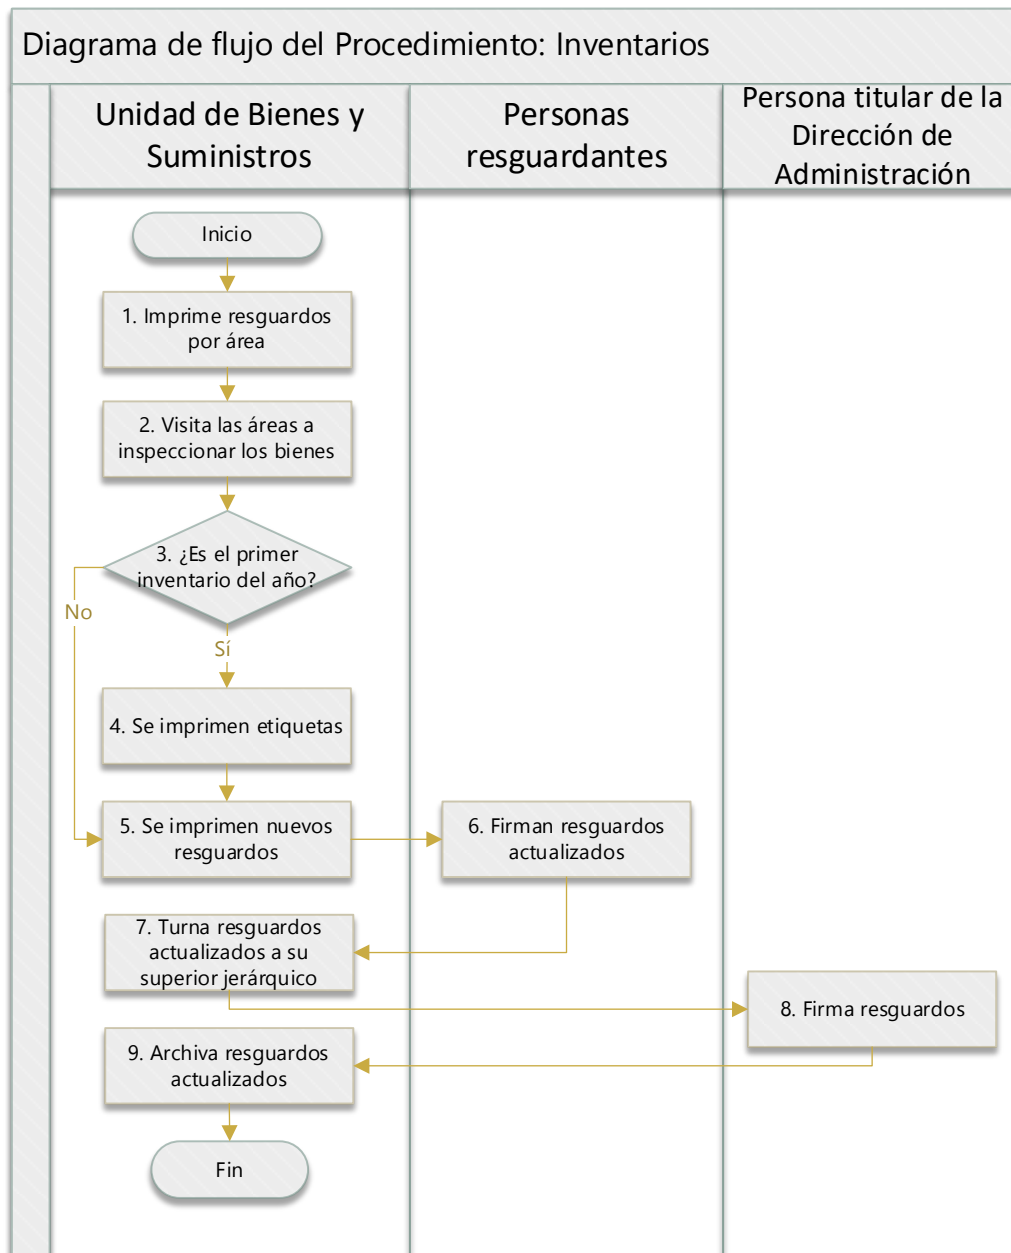 Diagrama de flujo del Procedimiento: Inventarios
Unidad de Bienes y
Suministros
Personas
resguardantes
Persona titular de la
Dirección de
Administración
Inicio
1. Imprime resguardos
por área
2. Visita las áreas a
inspeccionar los bienes
3. ¿Es el primer
inventario del año?
No
Sí
4. Se imprimen etiquetas
5. Se imprimen nuevos
resguardos
6. Firman resguardos
actualizados
7. Turna resguardos
actualizados a su
superior jerárquico
8. Firma resguardos
9. Archiva resguardos
actualizados
Fin